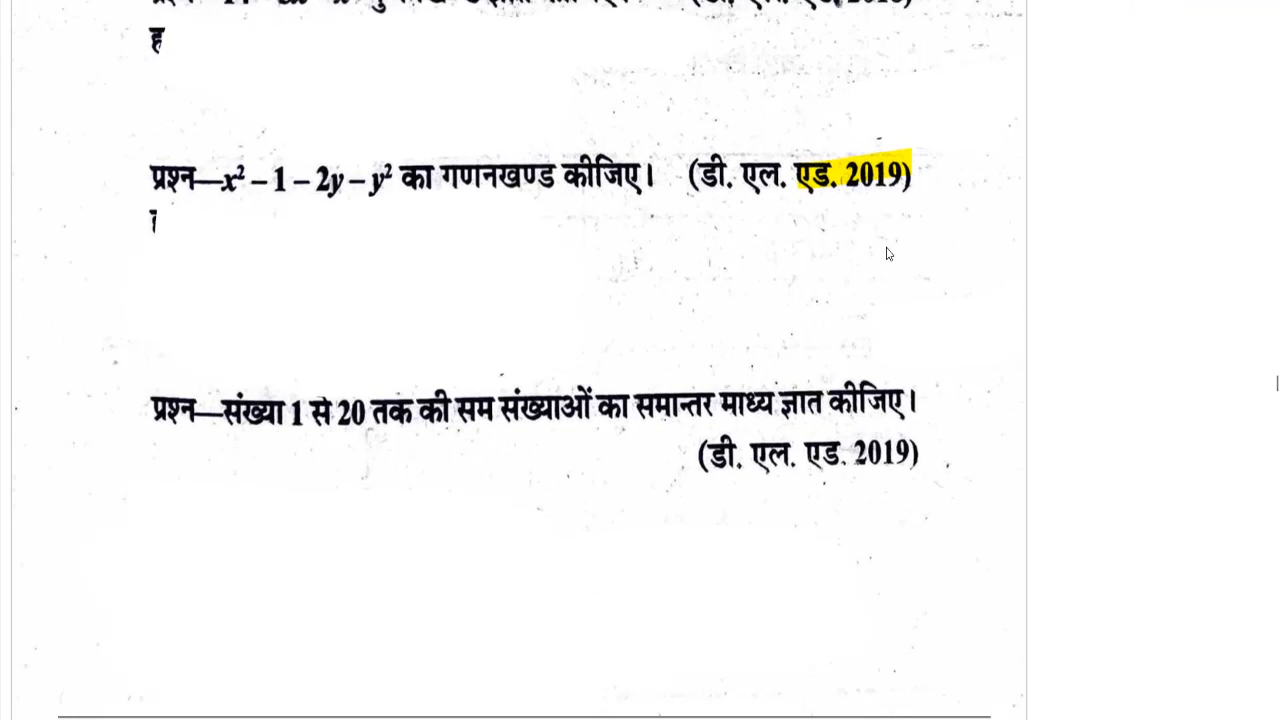 ह
प्रश्न—x² – 1 – 2y – y² का गणनखण्ड कीजिए। (डी. एल. एड. 2019)
प्रश्न—संख्या 1 से 20 तक की सम संख्याओं का समान्तर माध्य ज्ञात कीजिए।
(डी. एल. एड. 2019)